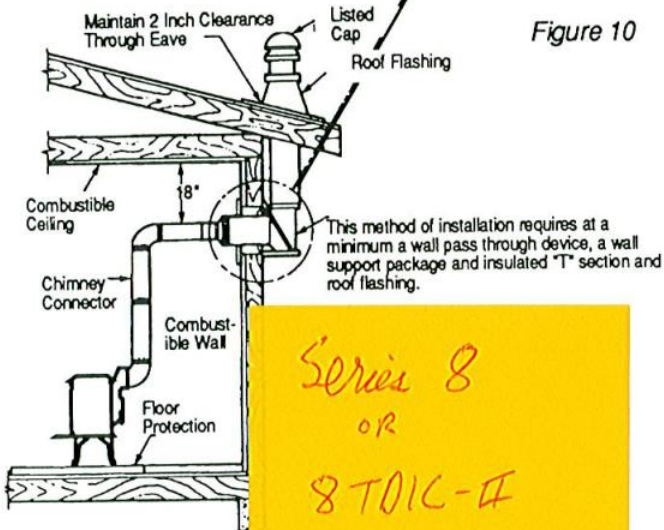 Maintain 2 Inch Clearance
Through Eave
Listed
Cap
Figure 10
Roof Flashing
Combustible
Ceiling
8"
This method of installation requires at a
minimum a wall pass through device, a wall
support package and insulated "T" section and
roof flashing.
Chimney
Connector
Combust-
ible Wall
Floor
Protection
Series 8
OR
8TDIC-II